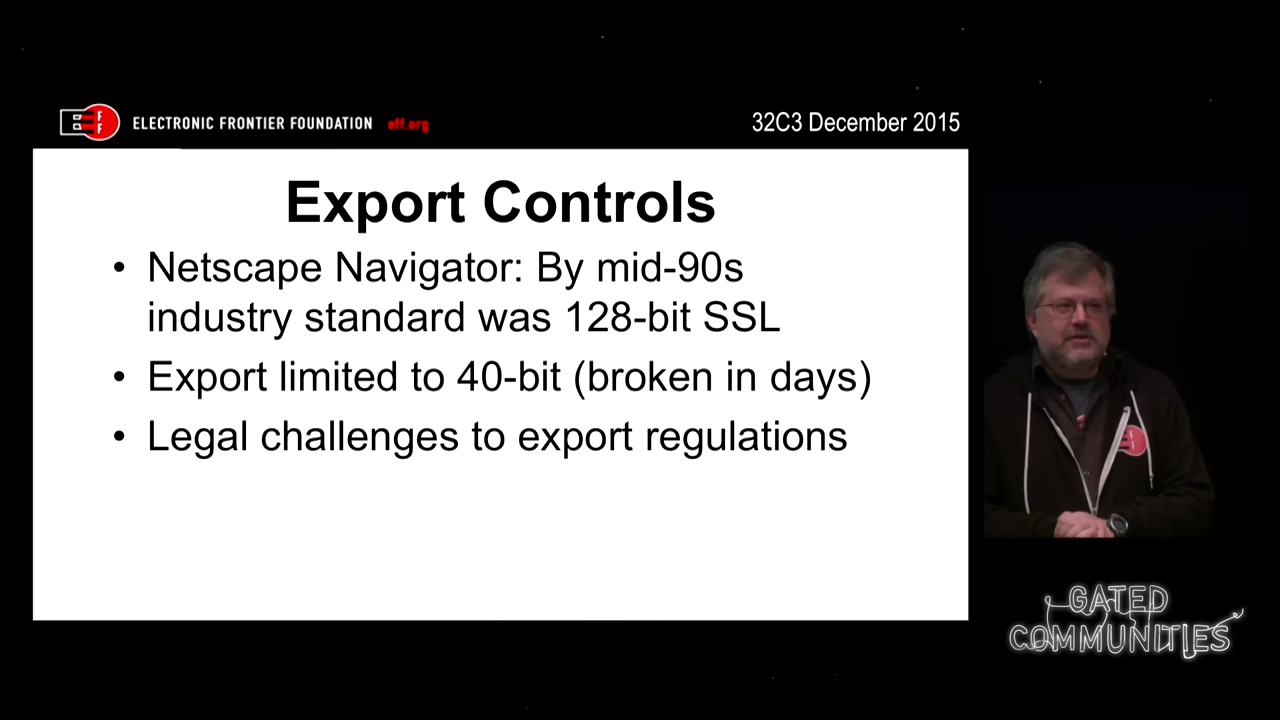 ELECTRONIC FRONTIER FOUNDATION eff.org
32C3 December 2015
Export Controls
• Netscape Navigator: By mid-90s
industry standard was 128-bit SSL
• Export limited to 40-bit (broken in days)
• Legal challenges to export regulations
GATED
COMMUNITIES